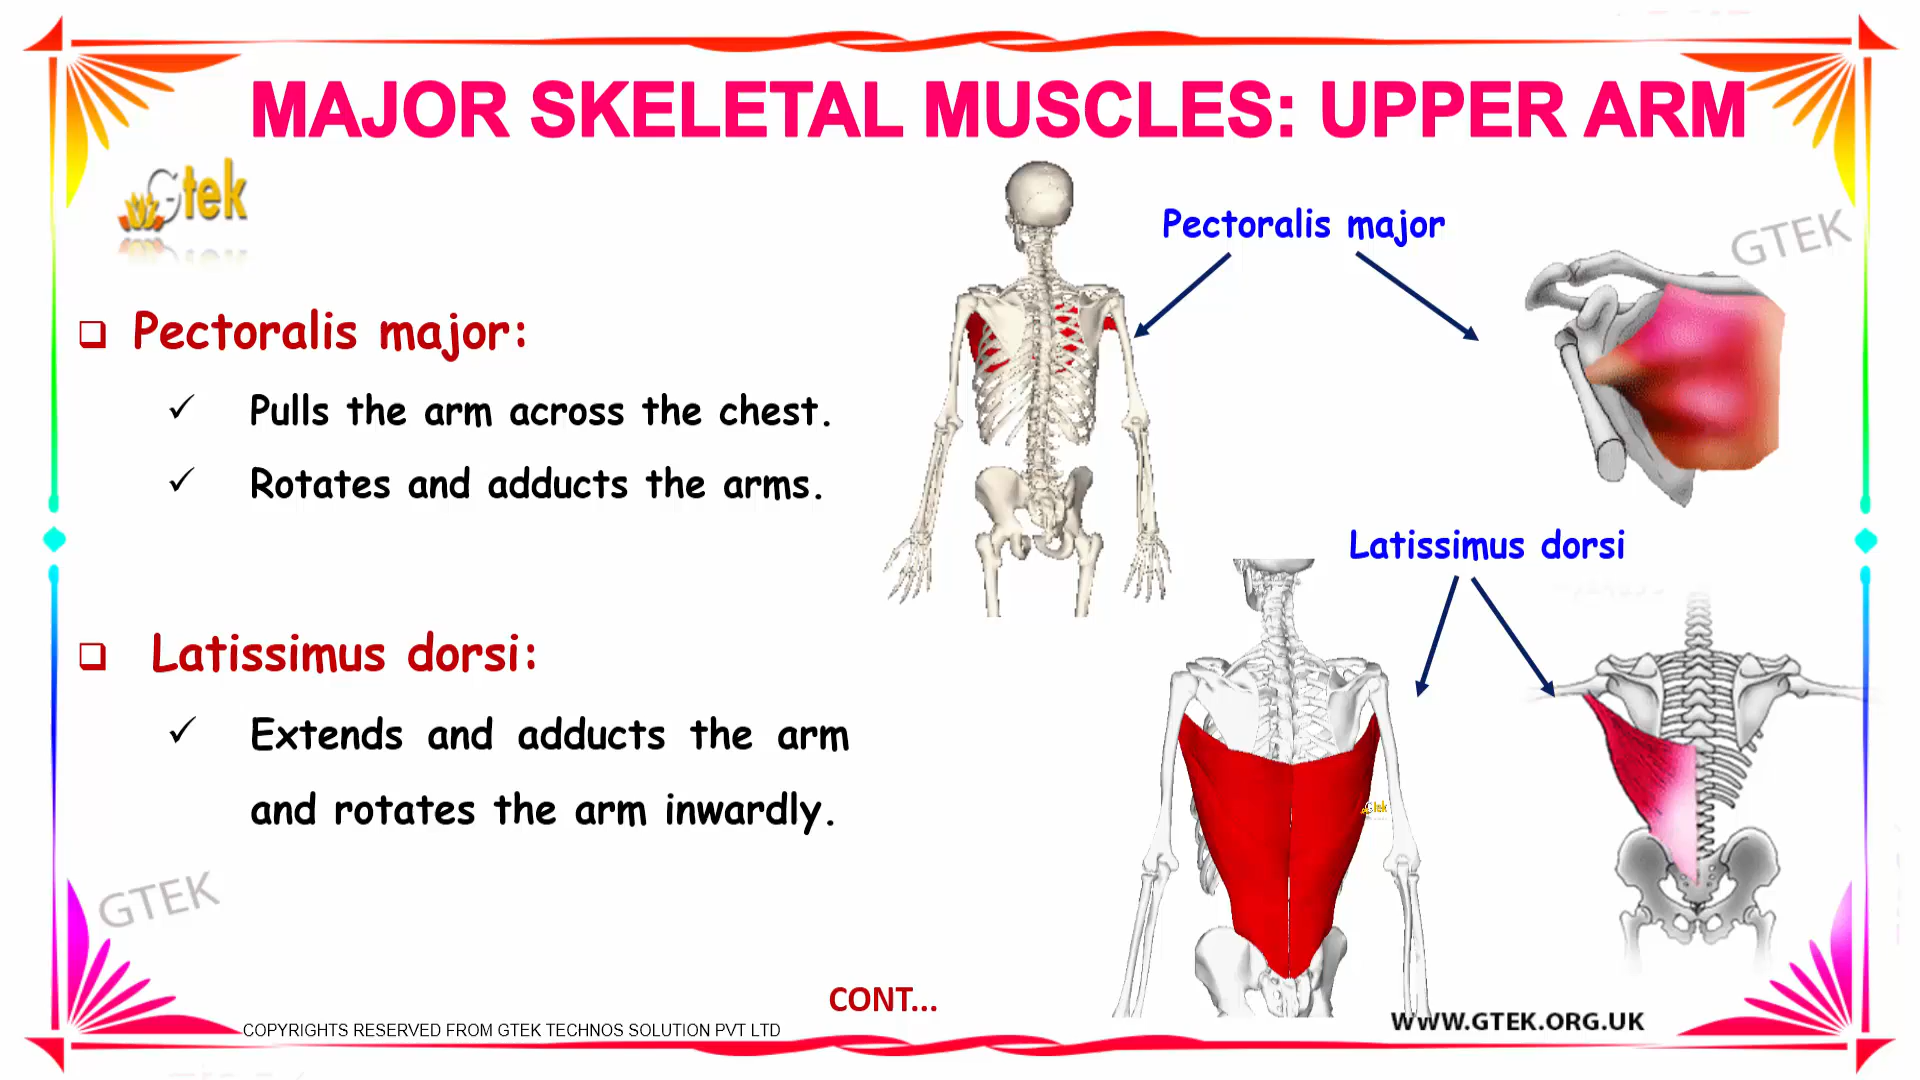 MAJOR SKELETAL MUSCLES: UPPER ARM
Gtek
Pectoralis major
GTEK
❑ Pectoralis major:
✓ Pulls the arm across the chest.
✓ Rotates and adducts the arms.
Latissimus dorsi
❑ Latissimus dorsi:
✓ Extends and adducts the arm
and rotates the arm inwardly.
Gtek
GTEK
CONT...
COPYRIGHTS RESERVED FROM GTEK TECHNOS SOLUTION PVT LTD
WWW.GTEK.ORG.UK